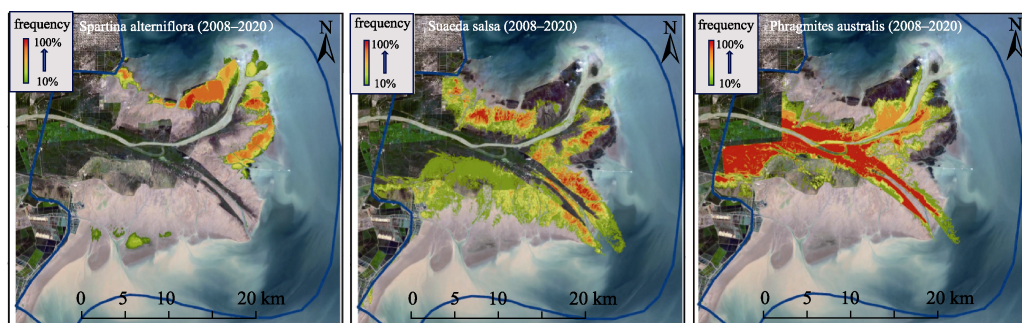 frequency
100%
10%
Spartina alterniflora (2008–2020)
N
0 5 10 20 km
frequency
100%
10%
Suaeda salsa (2008–2020)
N
0 5 10 20 km
frequency
100%
10%
Phragmites australis (2008–2020)
N
0 5 10 20 km